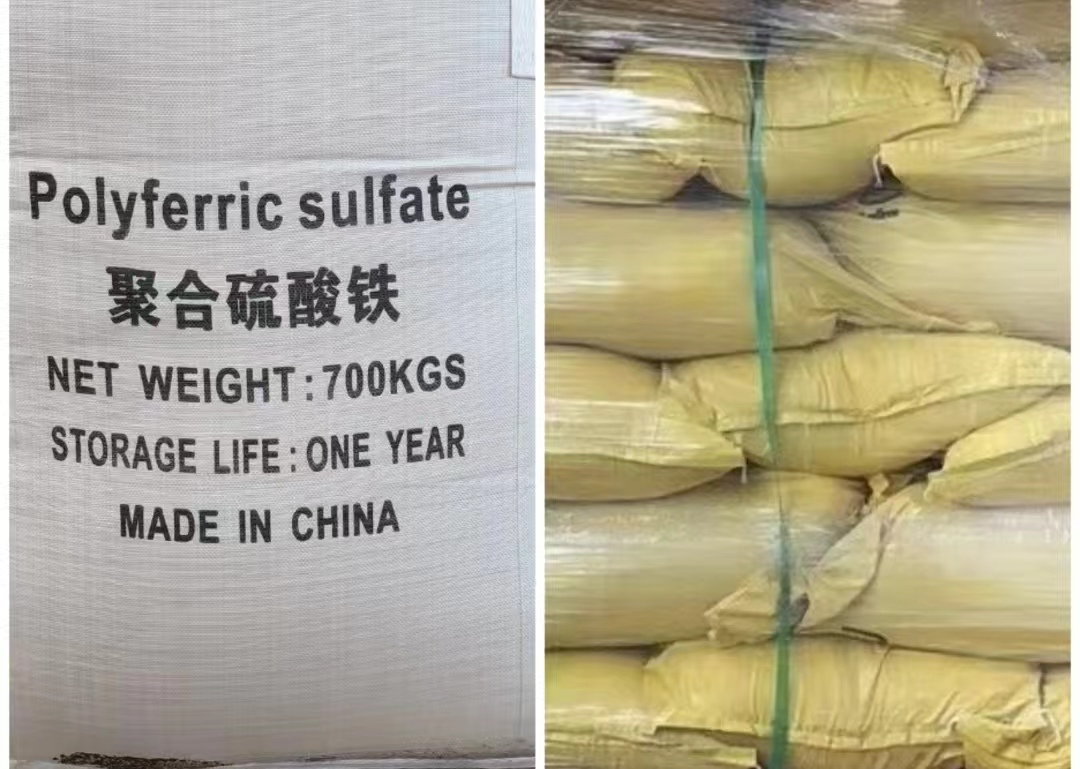 Polyferric sulfate
聚合硫酸铁
NET WEIGHT:700KGS
STORAGE LIFE:ONE YEAR
MADE IN CHINA